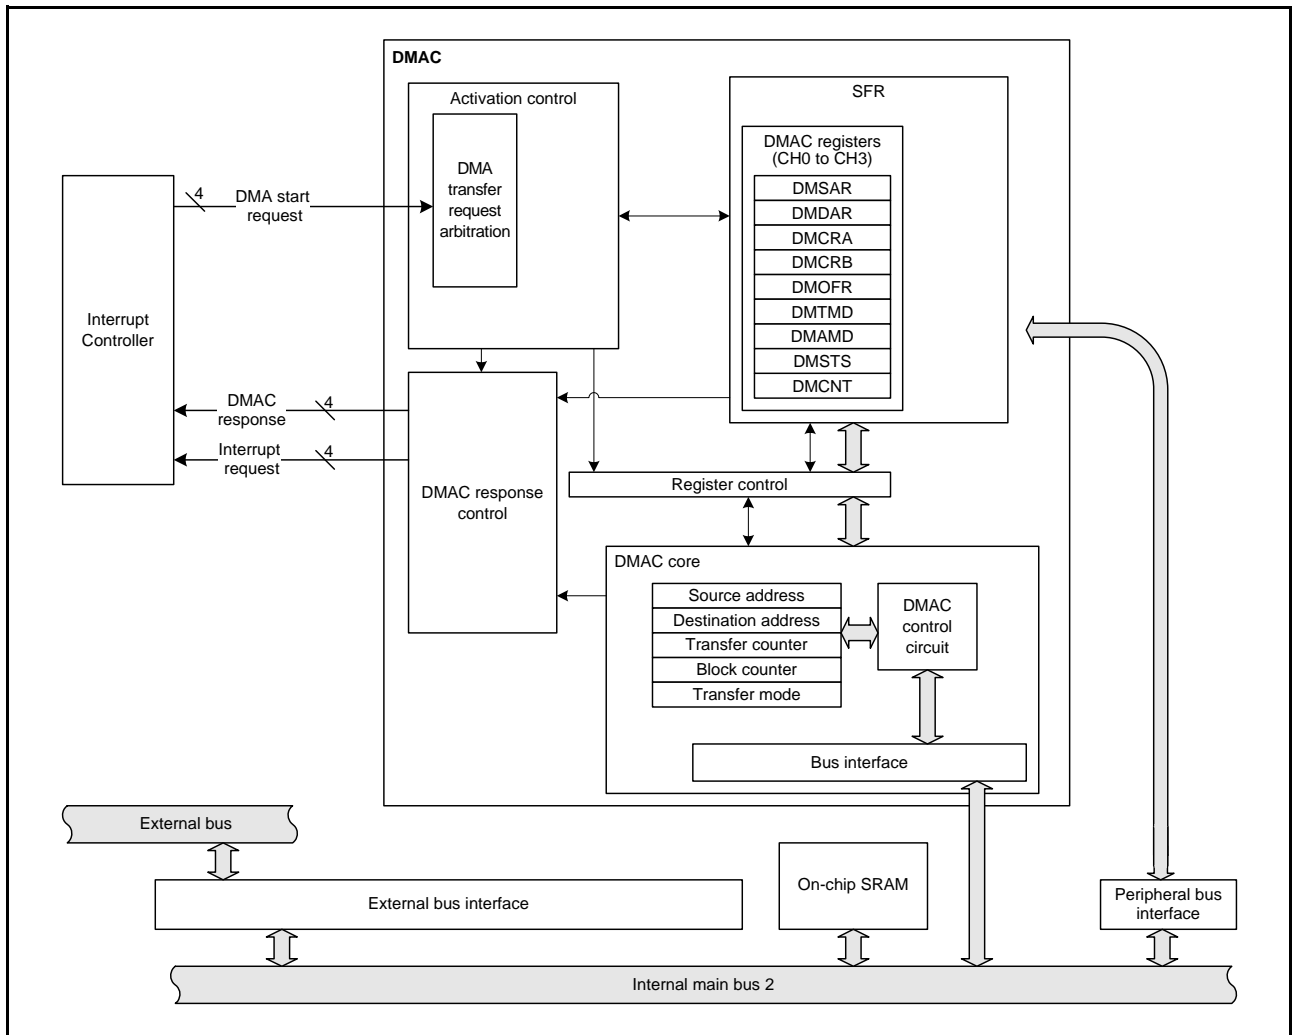 DMAC
Activation control
DMA
transfer
request
arbitration
SFR
DMAC registers
(CH0 to CH3)
DMSAR
DMDAR
DMCRA
DMCRB
DMOFR
DMTMD
DMAMD
DMSTS
DMCNT
Interrupt
Controller
4
DMA start
request
DMAC
response
4
Interrupt
request
4
DMAC response
control
Register control
DMAC core
Source address
Destination address
Transfer counter
Block counter
Transfer mode
DMAC
control
circuit
Bus interface
External bus
External bus interface
On-chip SRAM
Peripheral bus
interface
Internal main bus 2